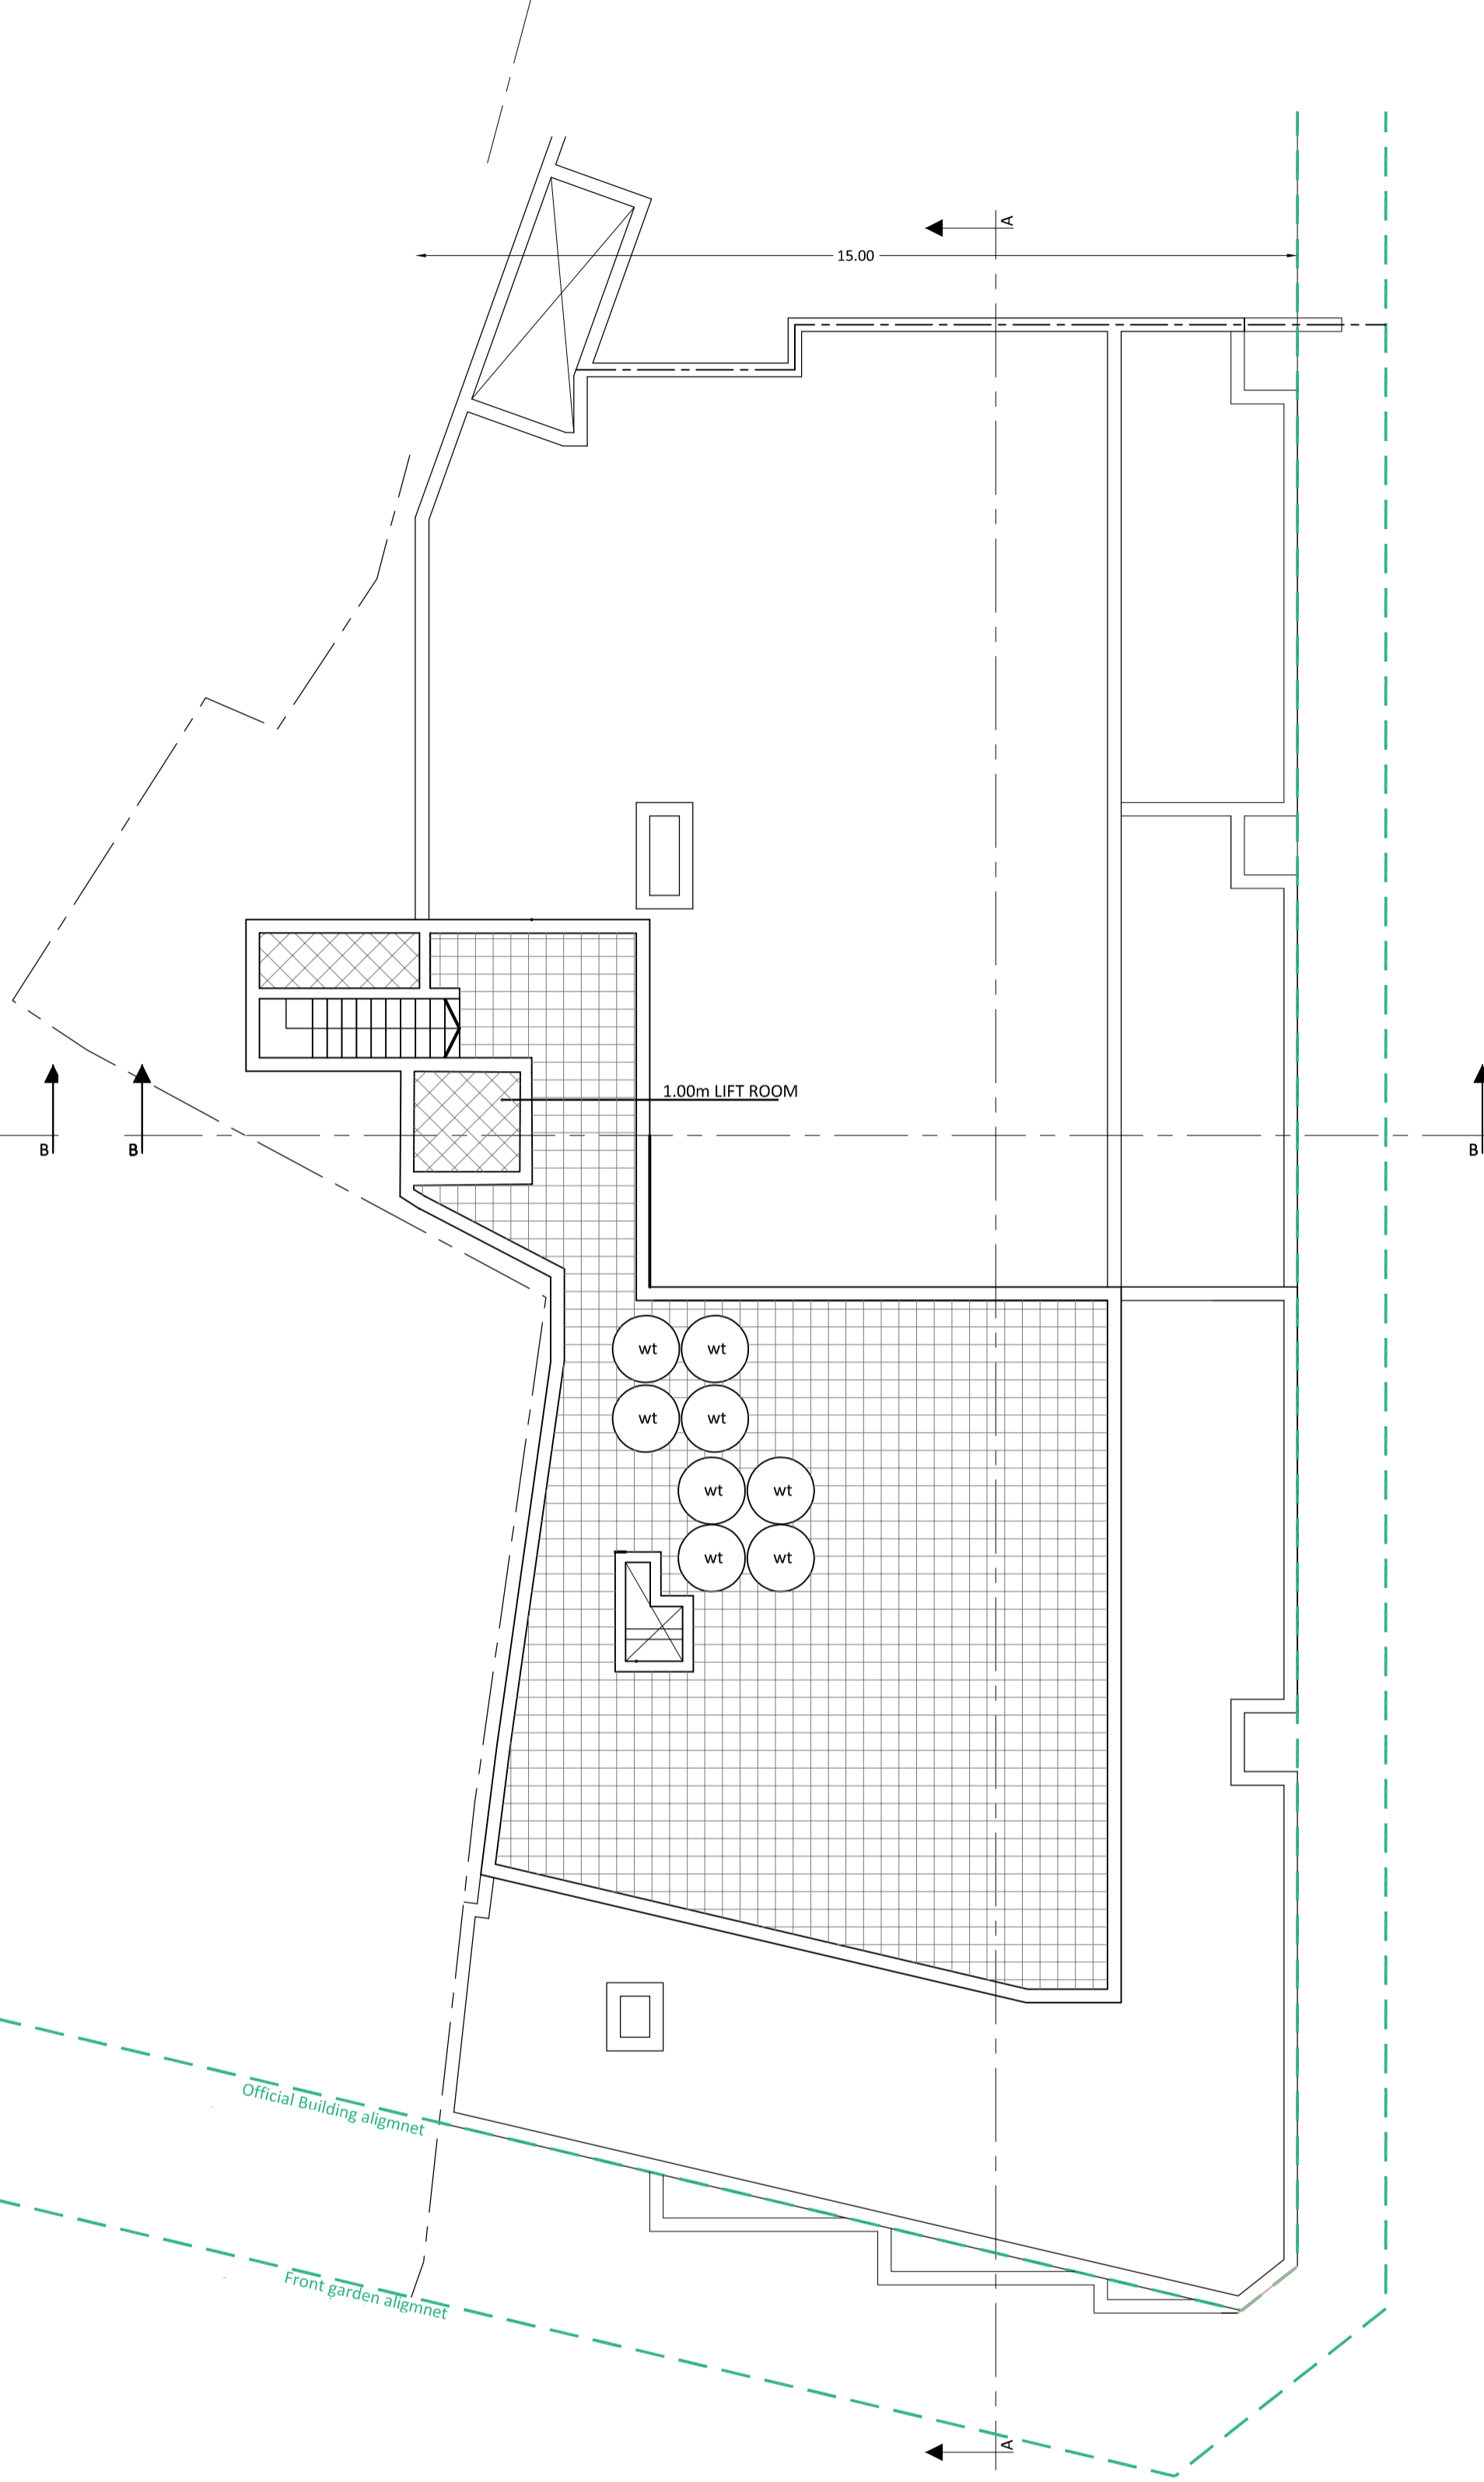 A
15.00
1.00m LIFT ROOM
B
B
B
wt
wt
wt
wt
wt
wt
wt
wt
Official Building aligmnet
Front garden aligmnet
A